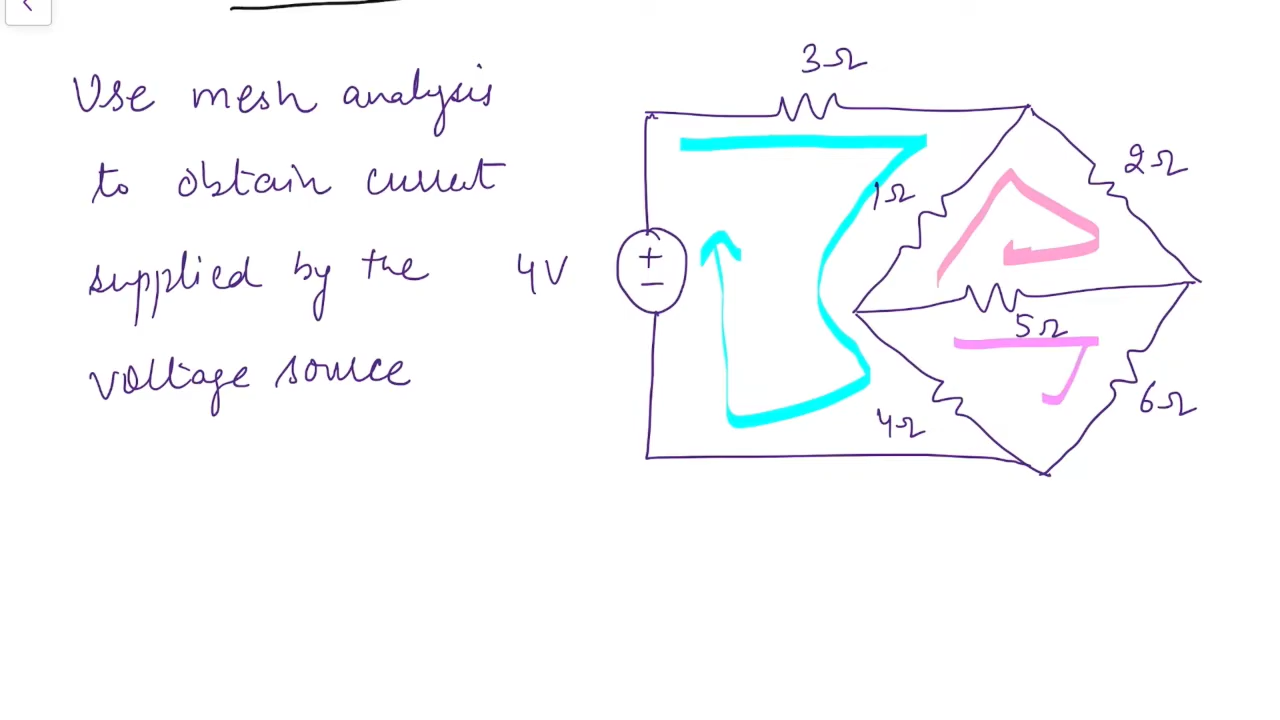 Use mesh analysis
to obtain current
supplied by the
voltage source
4V
+
−
3Ω
1Ω
2Ω
5Ω
4Ω
6Ω